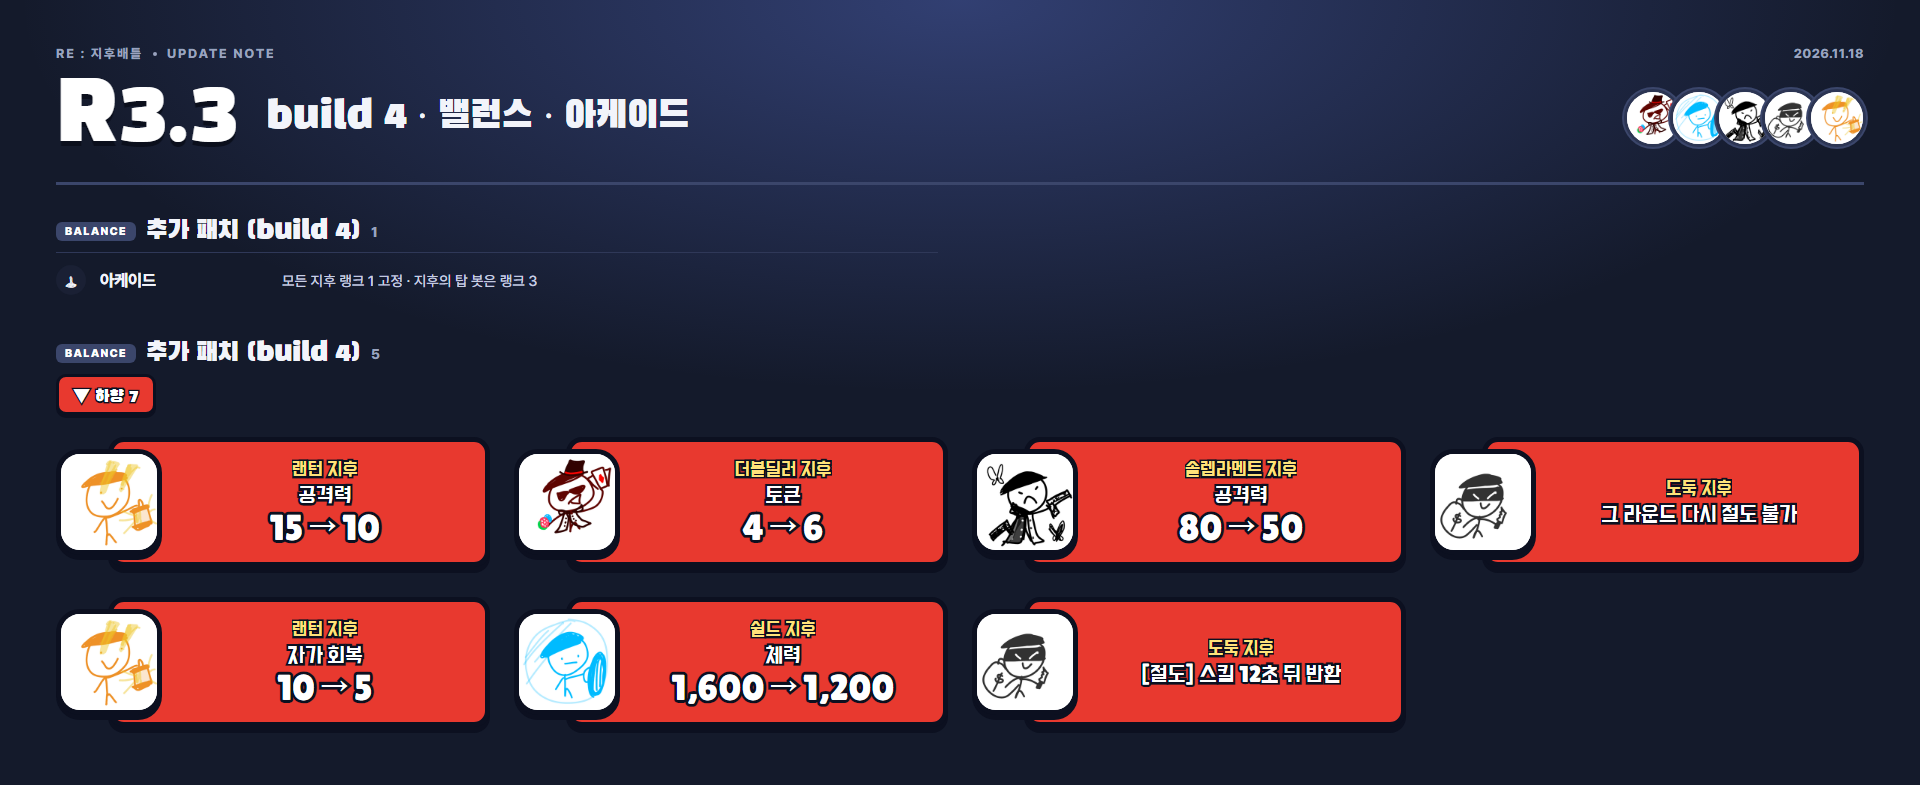 RE : 지후배틀 • UPDATE NOTE
2026.11.18
R3.3 build 4 · 밸런스 · 아케이드
BALANCE 추가 패치 (build 4) 1
아케이드 모든 지후 랭크 1 고정 · 지후의 탑 봇은 랭크 3
BALANCE 추가 패치 (build 4) 5
▼ 하향 7
랜턴 지후
공격력
15→10
더블딜러 지후
토큰
4→6
솔렘라멘트 지후
공격력
80→50
도둑 지후
그 라운드 다시 절도 불가
랜턴 지후
자가 회복
10→5
쉴드 지후
체력
1,600→1,200
도둑 지후
[절도] 스킬 12초 뒤 반환